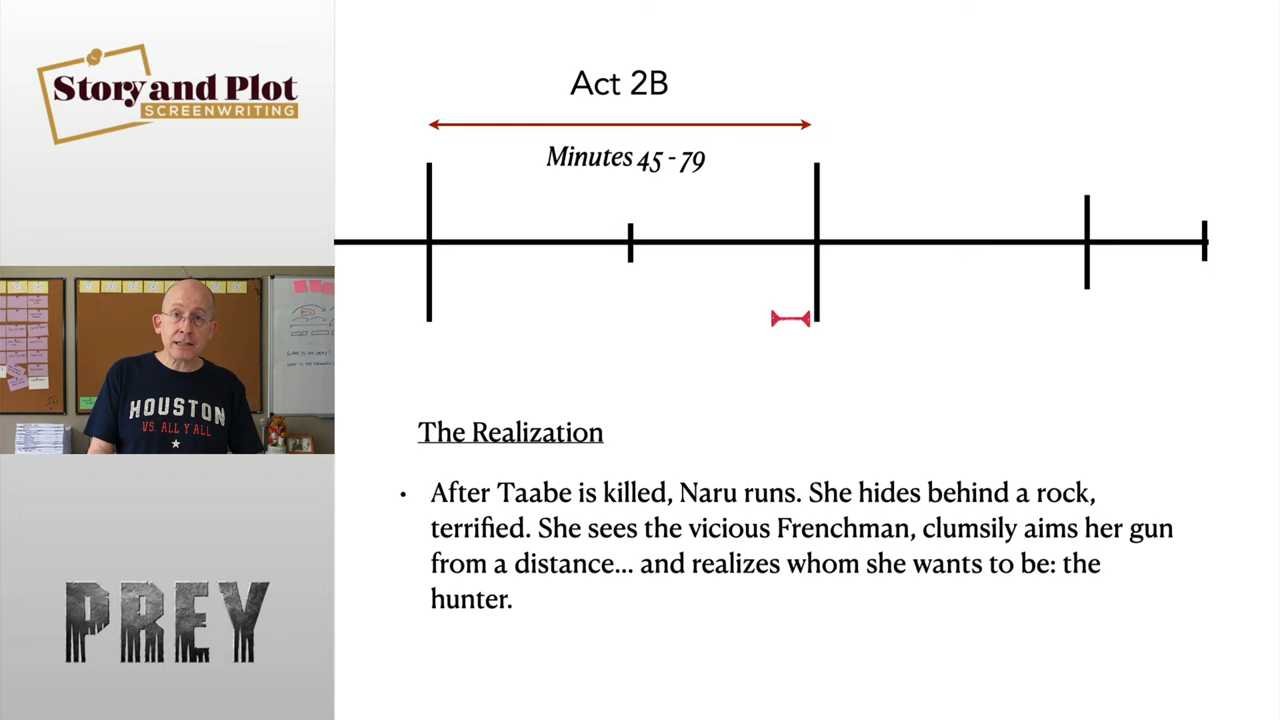 Story and Plot
SCREENWRITING
Act 2B
Minutes 45 - 79
HOUSTON
VS. ALL Y'ALL
PREY
The Realization
• After Taabe is killed, Naru runs. She hides behind a rock,
terrified. She sees the vicious Frenchman, clumsily aims her gun
from a distance... and realizes whom she wants to be: the
hunter.